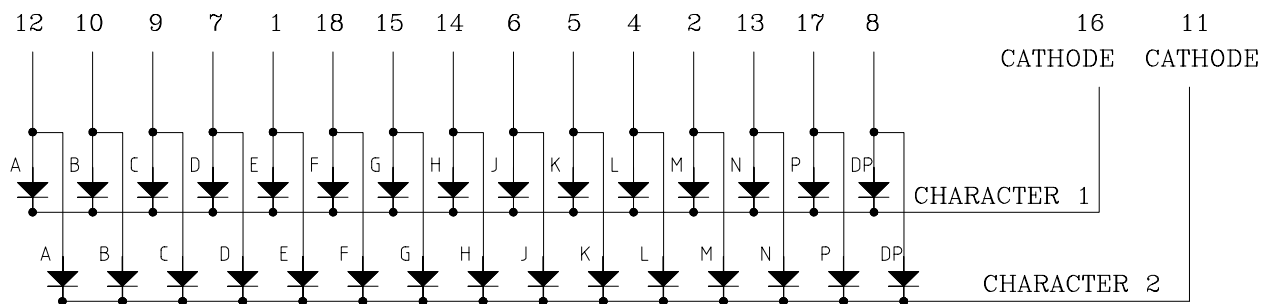 12 10 9 7 1 18 15 14 6 5 4 2 13 17 8 16 11
CATHODE CATHODE
A B C D E F G H J K L M N P DP
CHARACTER 1
A B C D E F G H J K L M N P DP
CHARACTER 2